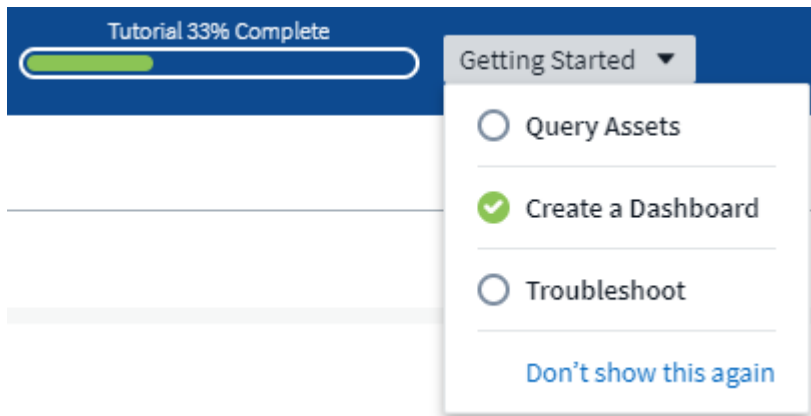 Tutorial 33% Complete
Getting Started
Query Assets
Create a Dashboard
Troubleshoot
Don’t show this again